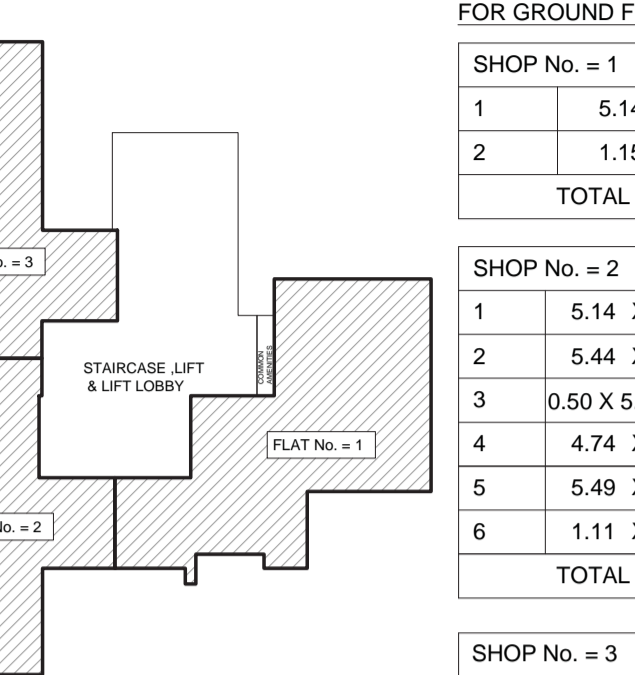 FOR GROUND F
SHOP No. = 1
1 5.14
2 1.15
TOTAL
SHOP No. = 2
1 5.14 X
2 5.44 X
3 0.50 X 5.
4 4.74 X
5 5.49 X
6 1.11 X
TOTAL
SHOP No. = 3
o. = 3
STAIRCASE ,LIFT
& LIFT LOBBY
COMMON
AMENITIES
FLAT No. = 1
No. = 2